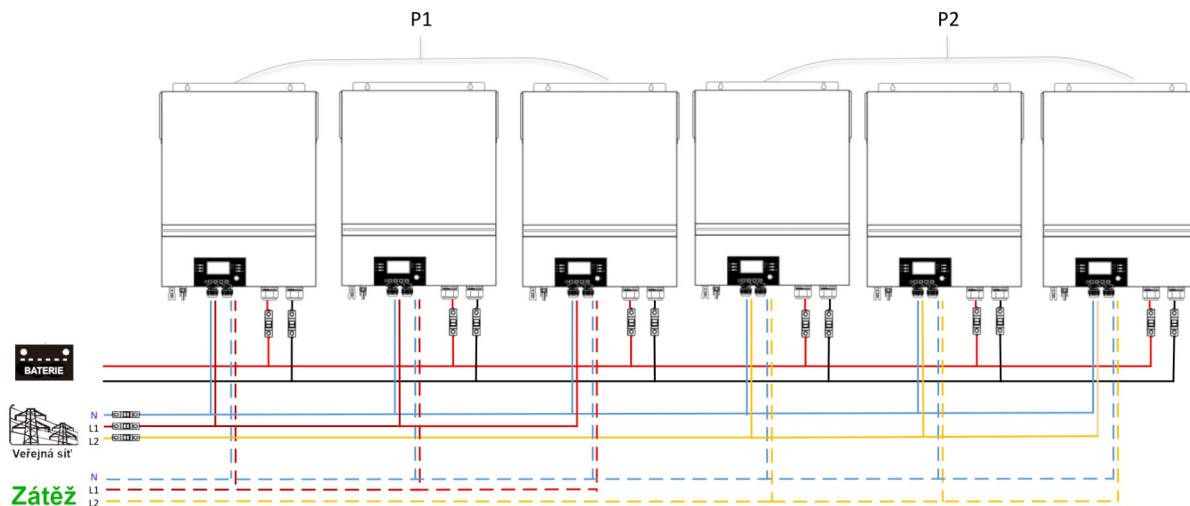 P1
P2
BATERIE
N
L1
L2
Veřejná síť
N
L1
L2
Zátěž